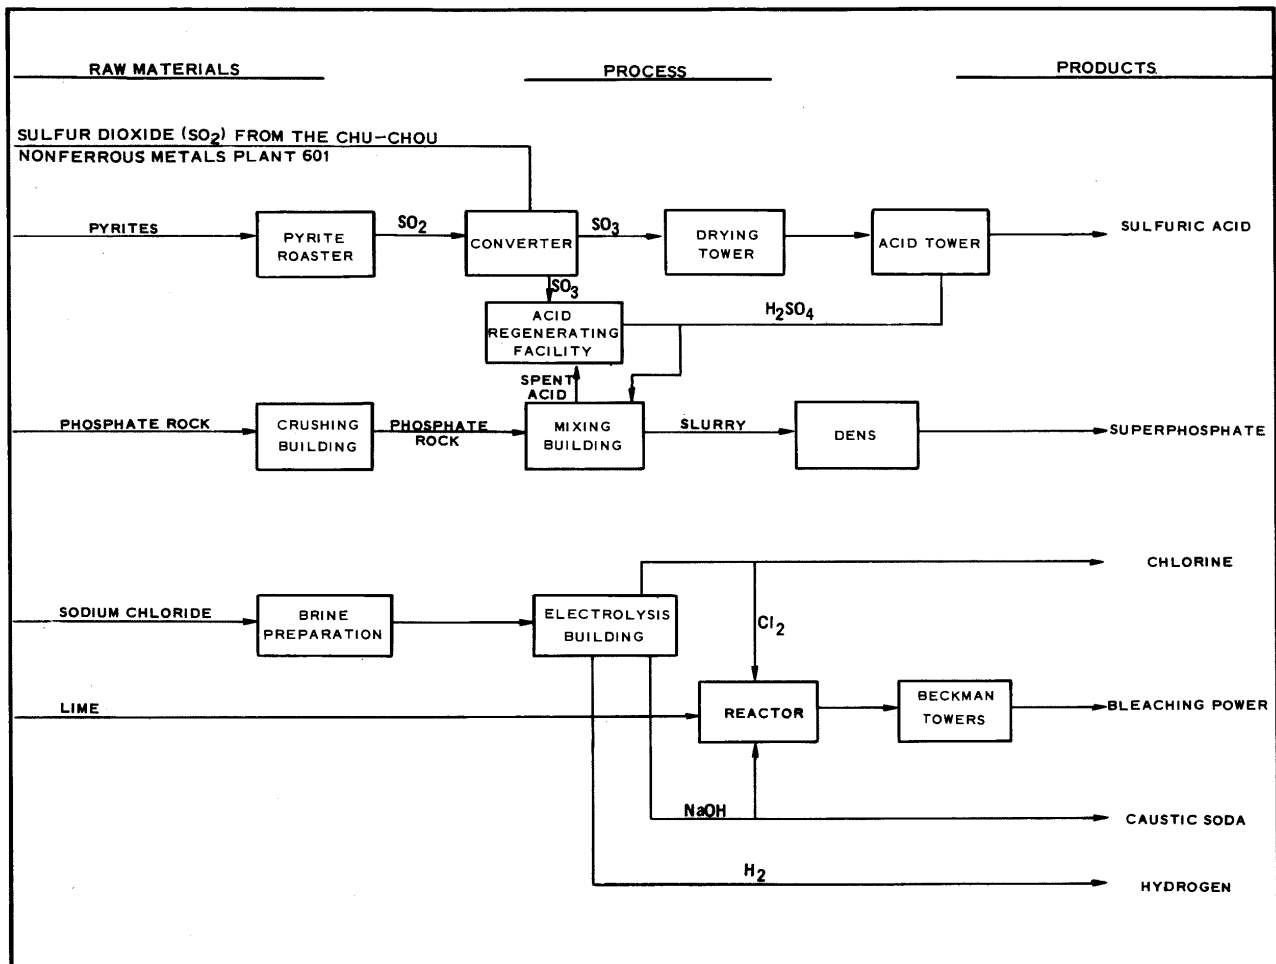 RAW MATERIALS
PROCESS
PRODUCTS
SULFUR DIOXIDE (SO2) FROM THE CHU-CHOU
NONFERROUS METALS PLANT 601
PYRITES
PYRITE
ROASTER
SO2
CONVERTER
SO3
DRYING
TOWER
ACID TOWER
SULFURIC ACID
SO3
ACID
REGENERATING
FACILITY
H2SO4
SPENT
ACID
PHOSPHATE ROCK
CRUSHING
BUILDING
PHOSPHATE
ROCK
MIXING
BUILDING
SLURRY
DENS
SUPERPHOSPHATE
CHLORINE
SODIUM CHLORIDE
BRINE
PREPARATION
ELECTROLYSIS
BUILDING
Cl2
LIME
REACTOR
BECKMAN
TOWERS
BLEACHING POWER
NaOH
CAUSTIC SODA
H2
HYDROGEN